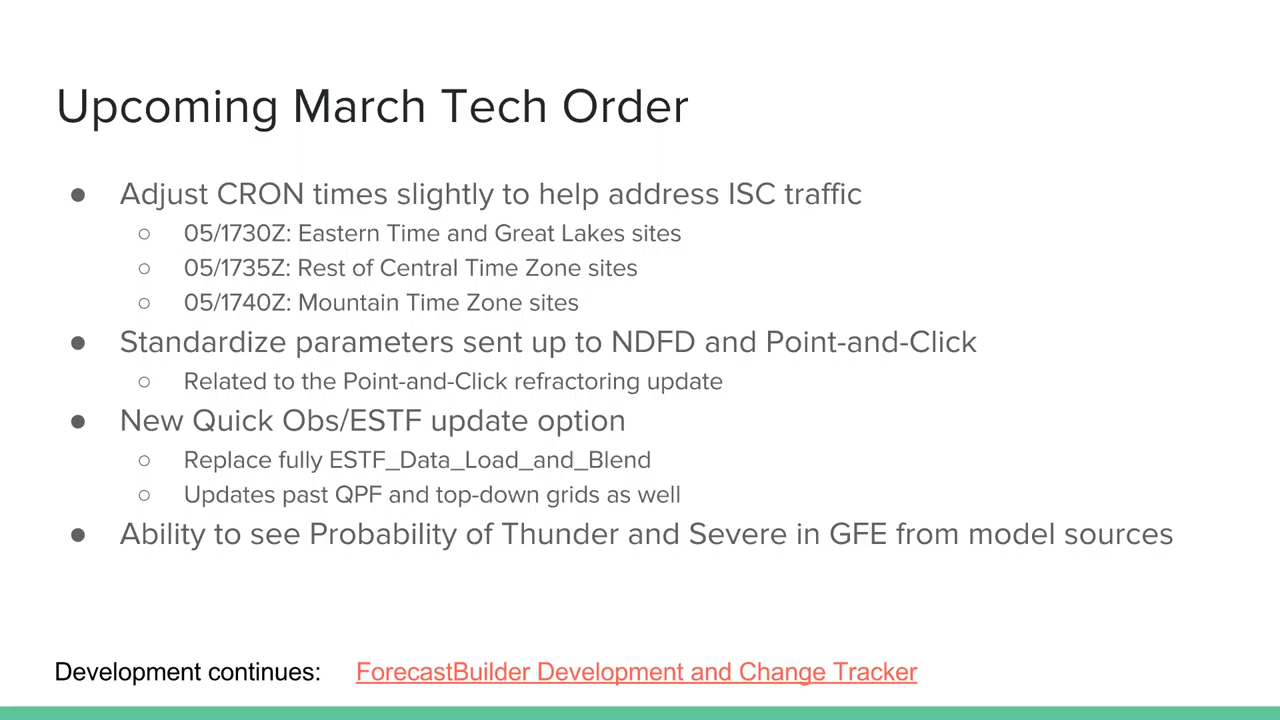 Upcoming March Tech Order
● Adjust CRON times slightly to help address ISC traffic
○ 05/1730Z: Eastern Time and Great Lakes sites
○ 05/1735Z: Rest of Central Time Zone sites
○ 05/1740Z: Mountain Time Zone sites
● Standardize parameters sent up to NDFD and Point-and-Click
○ Related to the Point-and-Click refractoring update
● New Quick Obs/ESTF update option
○ Replace fully ESTF_Data_Load_and_Blend
○ Updates past QPF and top-down grids as well
● Ability to see Probability of Thunder and Severe in GFE from model sources
Development continues: ForecastBuilder Development and Change Tracker